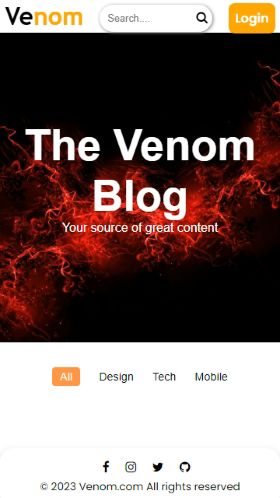 Venom
Search....
Login
The Venom
Blog
Your source of great content
All
Design
Tech
Mobile
© 2023 Venom.com All rights reserved